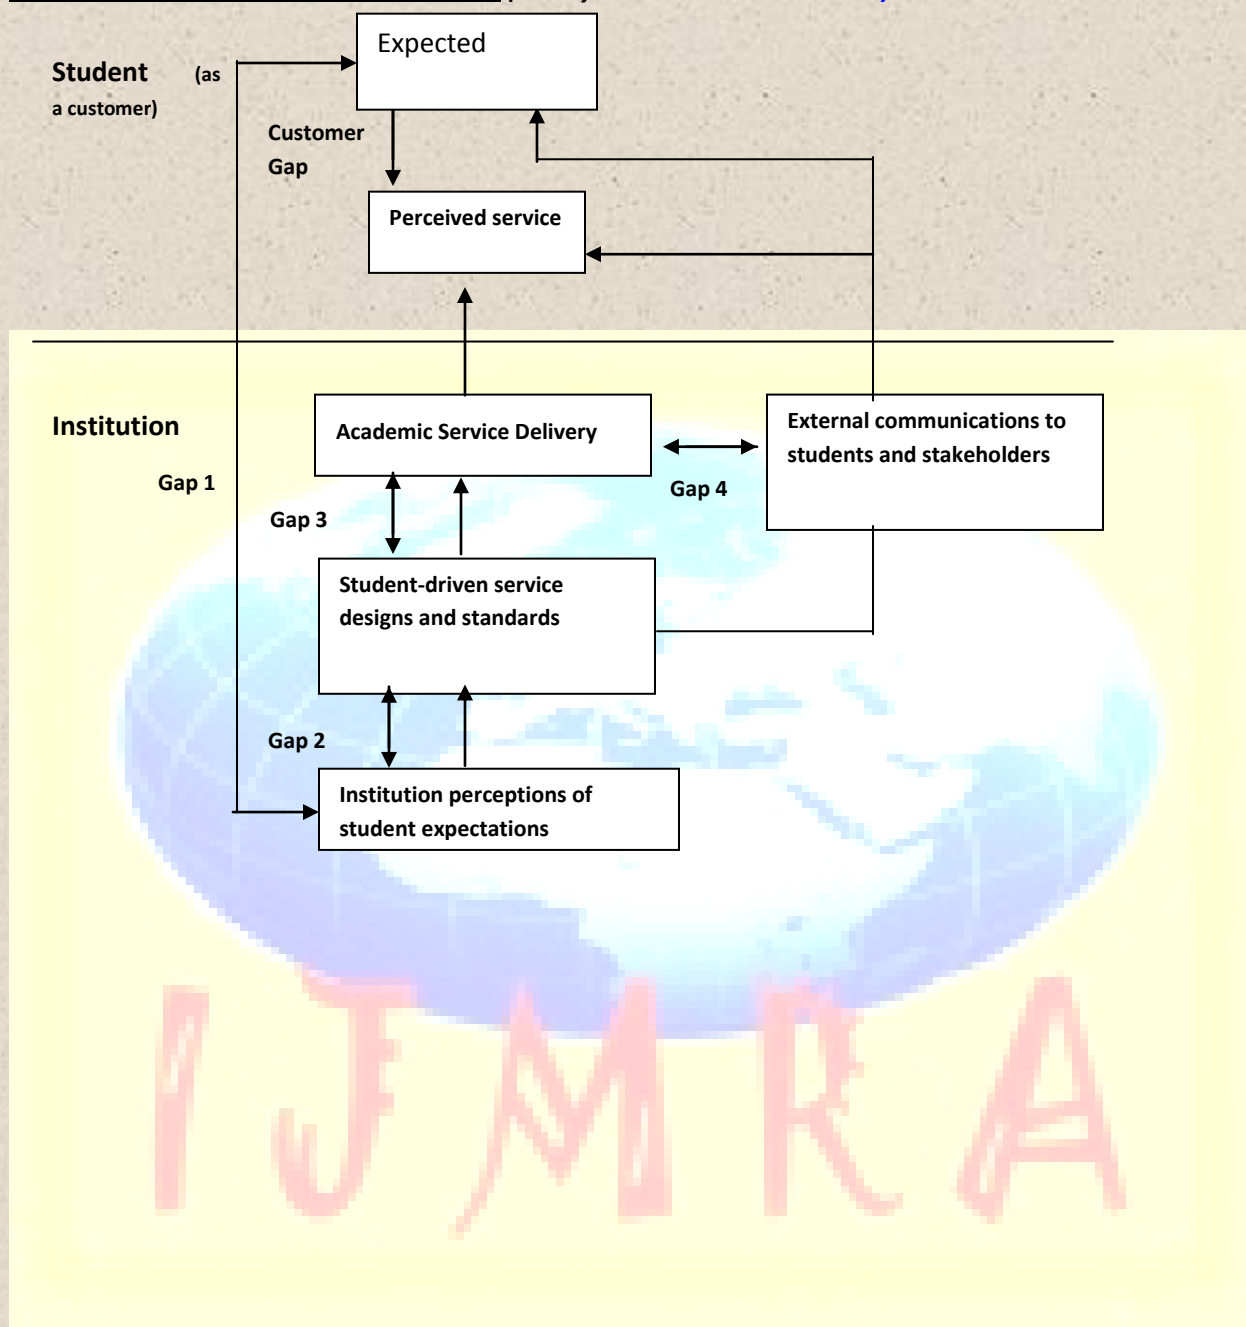 Expected
Student (as
a customer)
Customer
Gap
Perceived service
Institution
Academic Service Delivery
External communications to
students and stakeholders
Gap 1
Gap 4
Gap 3
Student-driven service
designs and standards
Gap 2
Institution perceptions of
student expectations
IJMRA